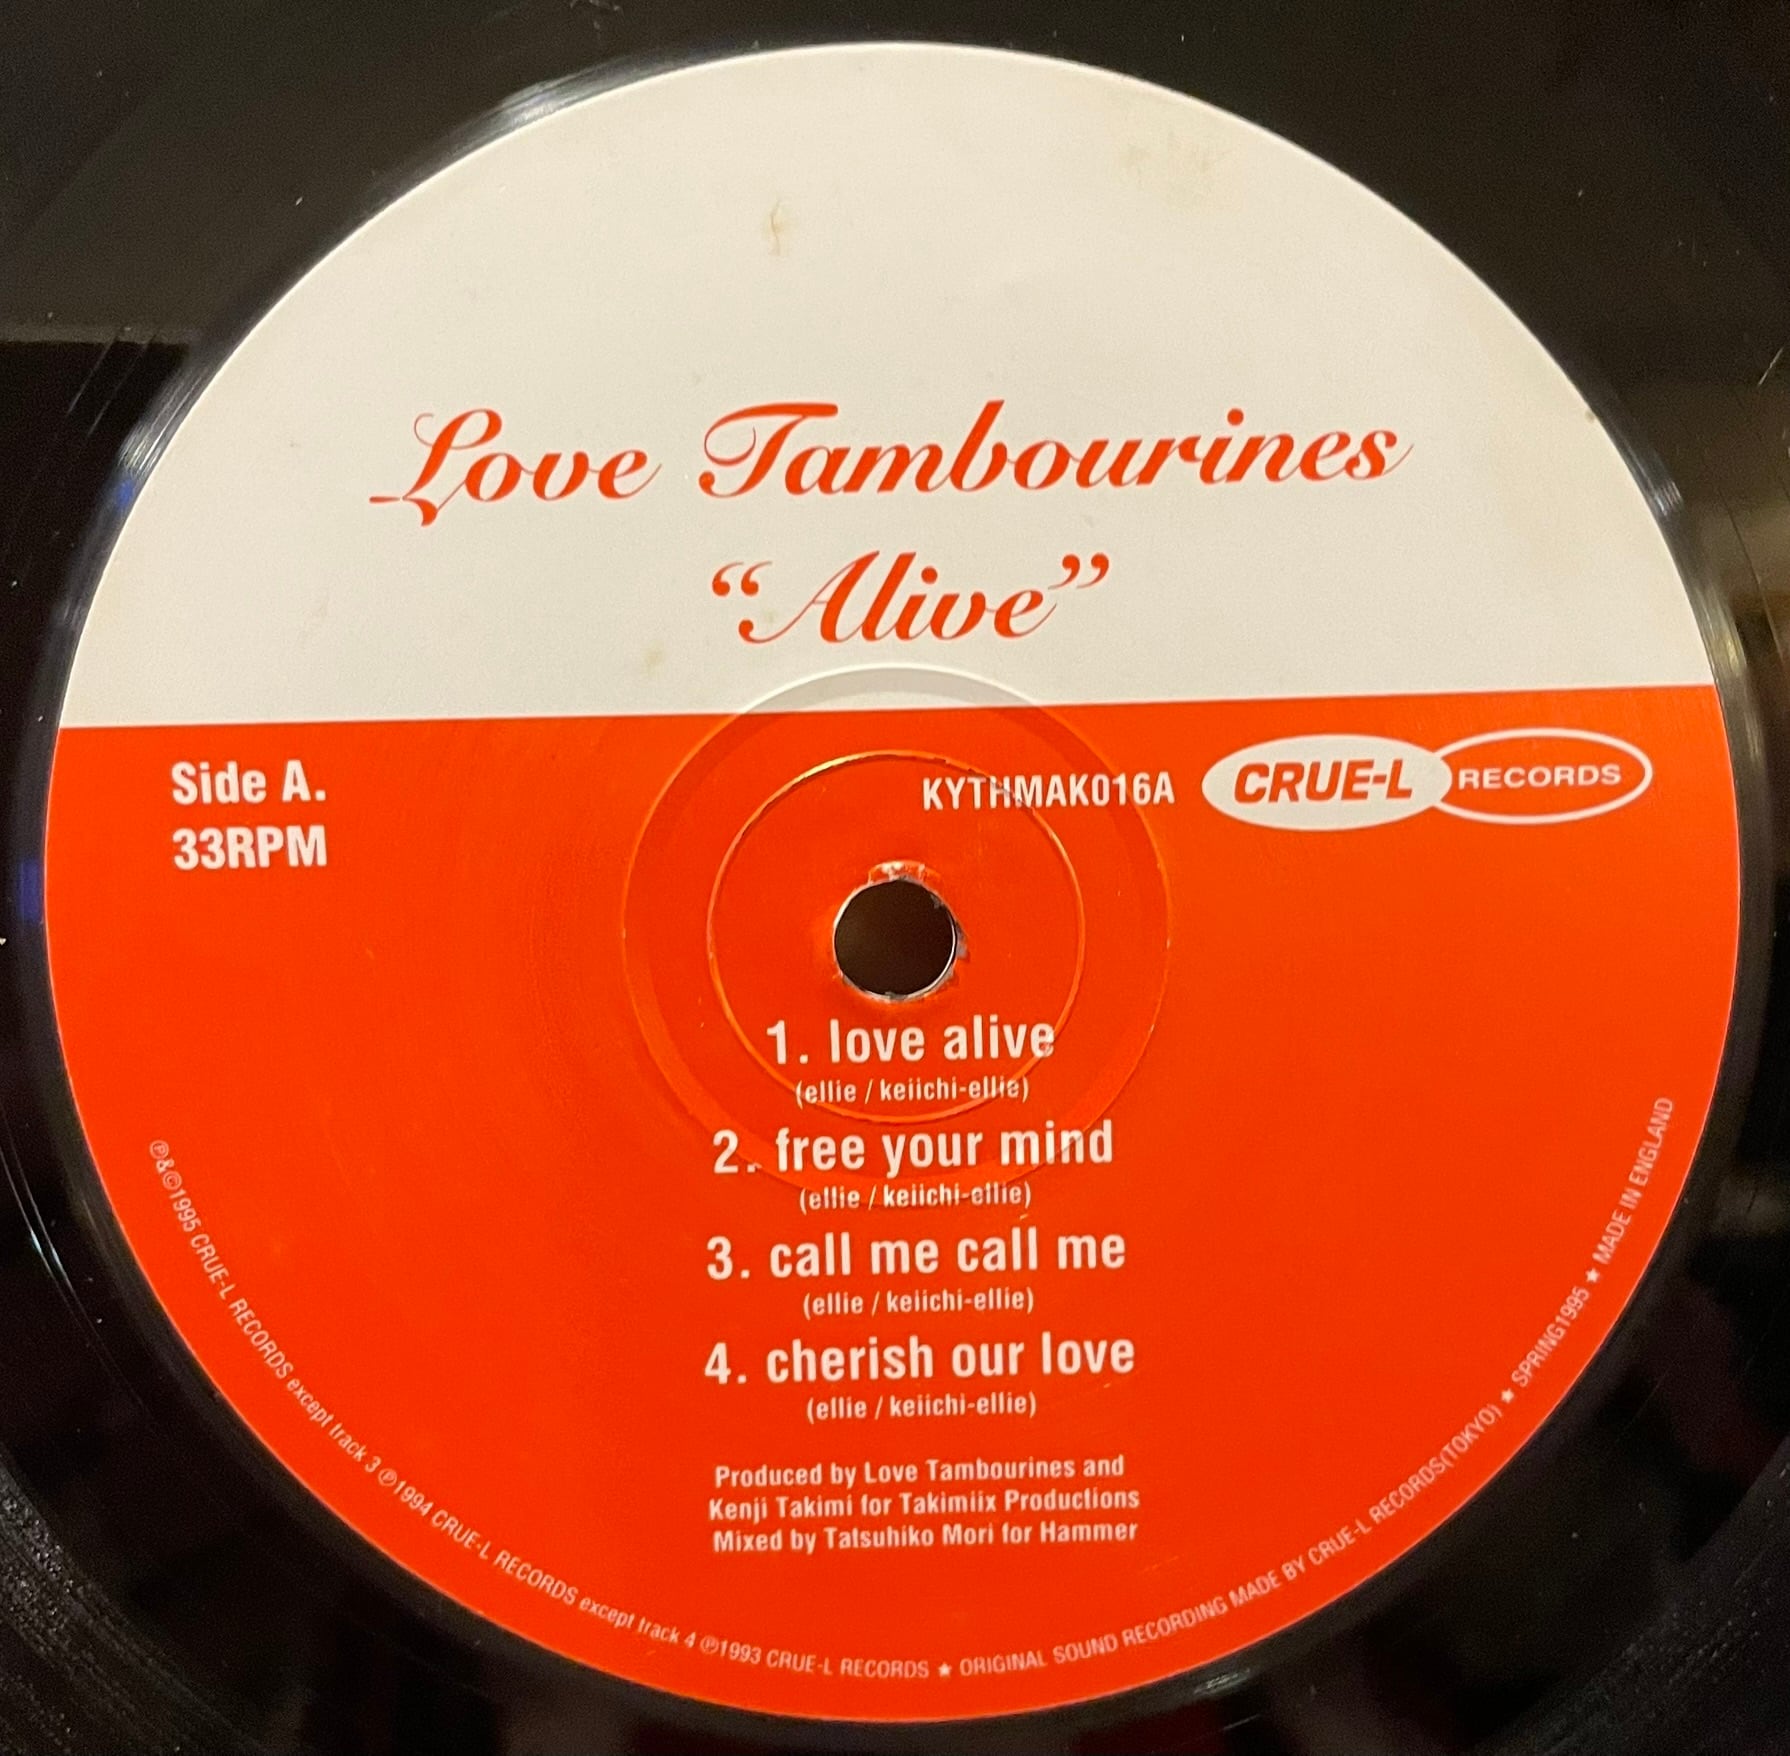 Love Tambourines
“Alive”
Side A.
33RPM
KYTHMAK016A
CRUE-L RECORDS
1. love alive
(ellie / keiichi-ellie)
2. free your mind
(ellie / keiichi-ellie)
3. call me call me
(ellie / keiichi-ellie)
4. cherish our love
(ellie / keiichi-ellie)
Produced by Love Tambourines and
Kenji Takimi for Takimiix Productions
Mixed by Tatsuhiko Mori for Hammer
℗&©1995 CRUE-L RECORDS except track 3 ℗1994 CRUE-L RECORDS except track 4 ℗1993 CRUE-L RECORDS ★ ORIGINAL SOUND RECORDING MADE BY CRUE-L RECORDS(TOKYO) ★ SPRING1995 ★ MADE IN ENGLAND